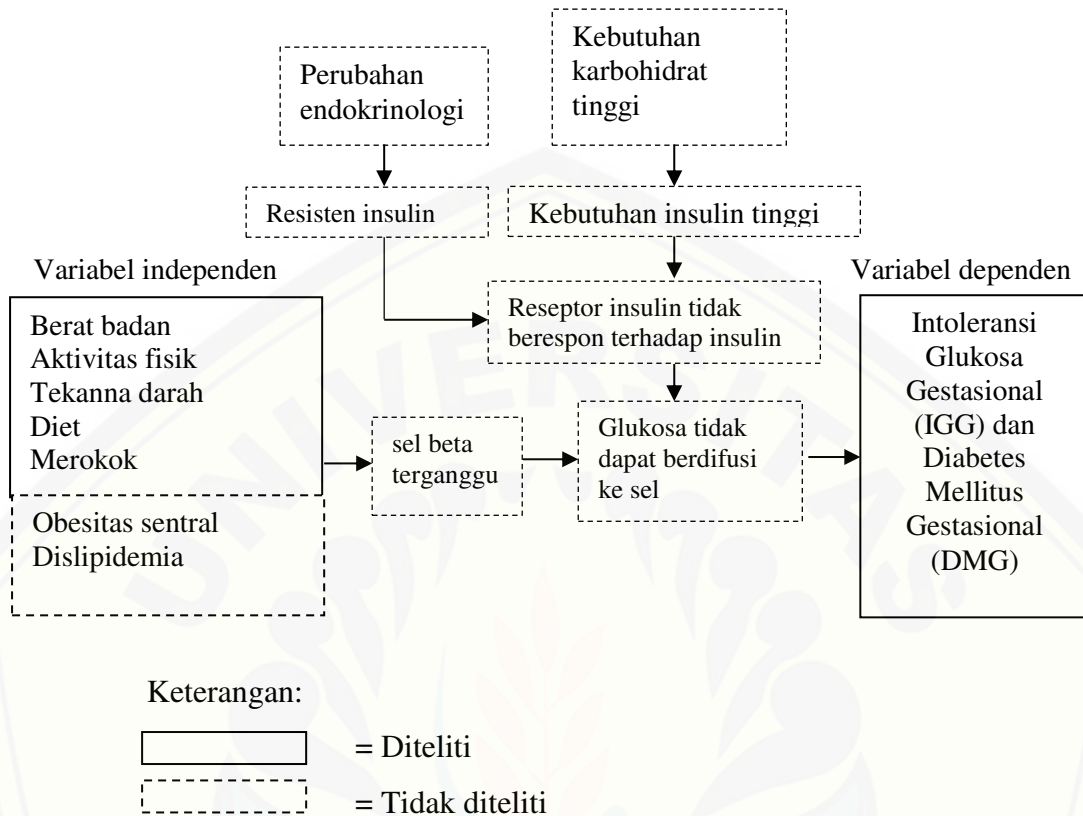 Perubahan
endokrinologi
Kebutuhan
karbohidrat
tinggi
Resisten insulin
Kebutuhan insulin tinggi
Variabel independen
Variabel dependen
Berat badan
Aktivitas fisik
Tekanna darah
Diet
Merokok
Obesitas sentral
Dislipidemia
Reseptor insulin tidak
berespon terhadap insulin
sel beta
terganggu
Glukosa tidak
dapat berdifusi
ke sel
Intoleransi
Glukosa
Gestasional
(IGG) dan
Diabetes
Mellitus
Gestasional
(DMG)
Keterangan:
= Diteliti
= Tidak diteliti
UNIVERSITAS